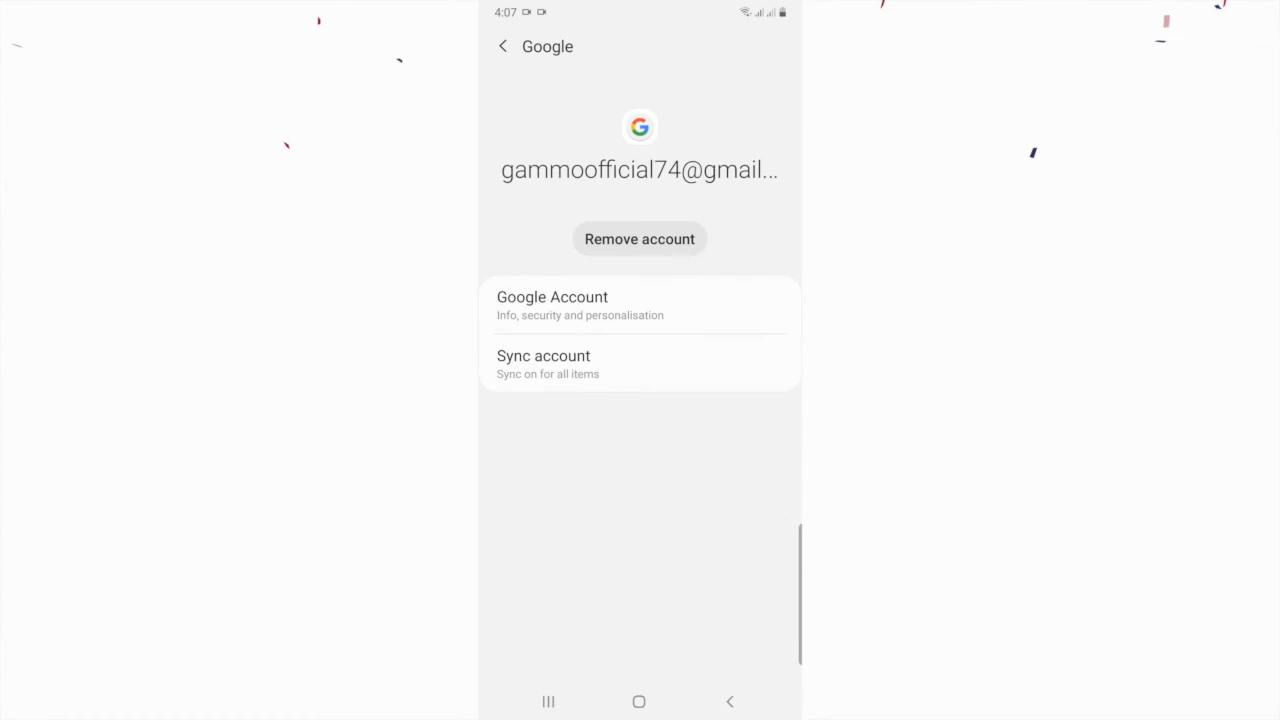 4:07
Google
gammoofficial74@gmail...
Remove account
Google Account
Info, security and personalisation
Sync account
Sync on for all items